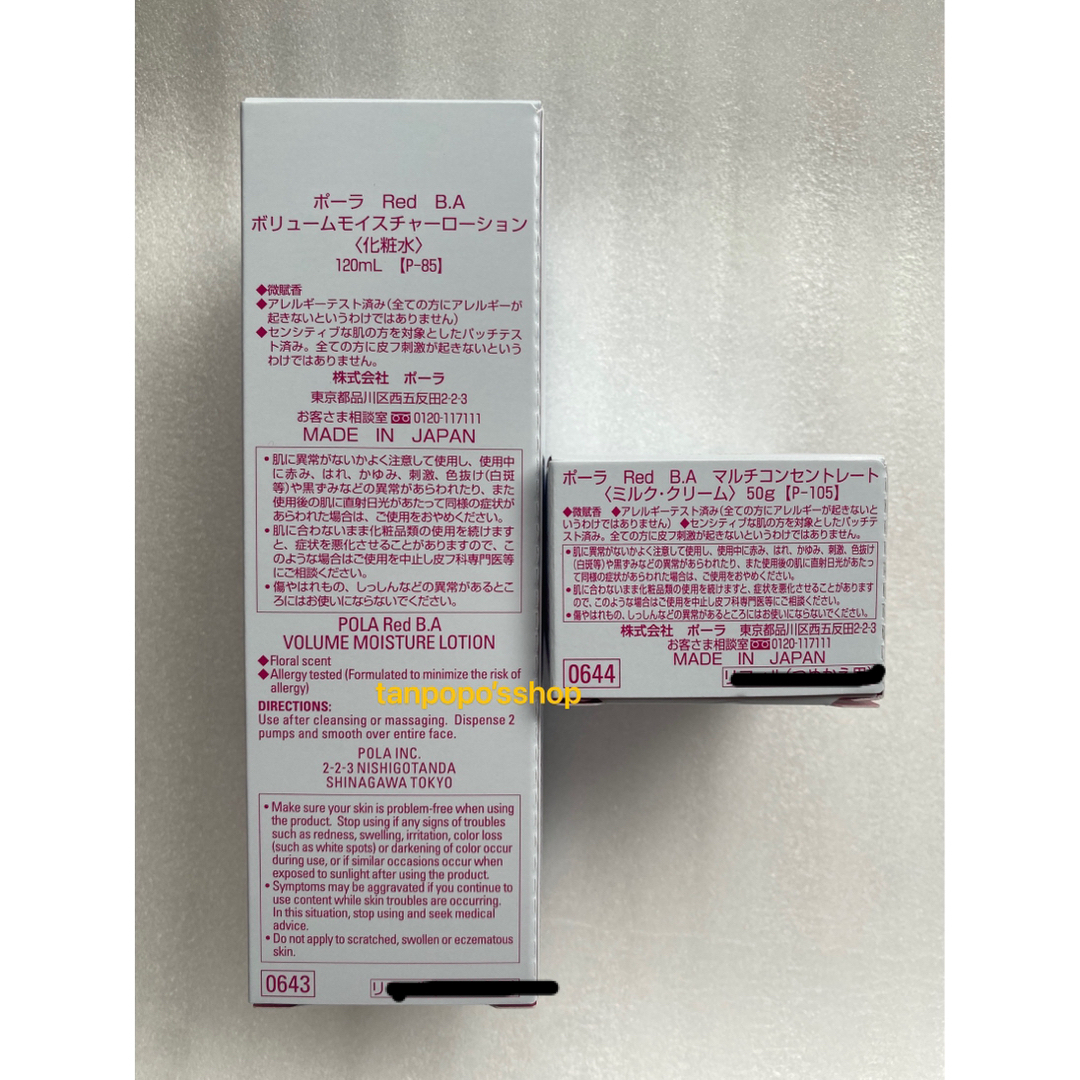 ポーラ Red B.A
ボリュームモイスチャーローション
〈化粧水〉
120mL 【P-85】
◆微賦香
◆アレルギーテスト済み(全ての方にアレルギーが
起きないというわけではありません)
◆センシティブな肌の方を対象としたパッチテス
ト済み。全ての方に皮フ刺激が起きないという
わけではありません。
株式会社 ポーラ
東京都品川区西五反田2-2-3
お客さま相談室 0120-117111
MADE IN JAPAN
• 肌に異常がないかよく注意して使用し、使用中
に赤み、はれ、かゆみ、刺激、色抜け(白斑
等)や黒ずみなどの異常があらわれたり、また
使用後の肌に直射日光があたって同様の症状が
あらわれた場合は、ご使用をおやめください。
• 肌に合わないまま化粧品類の使用を続けます
と、症状を悪化させることがありますので、こ
のような場合はご使用を中止し皮フ科専門医等
にご相談ください。
• 傷やはれもの、しっしんなどの異常があるとこ
ろにはお使いにならないでください。
POLA Red B.A
VOLUME MOISTURE LOTION
◆Floral scent
◆Allergy tested (Formulated to minimize the risk of
allergy)
DIRECTIONS:
Use after cleansing or massaging. Dispense 2
pumps and smooth over entire face.
POLA INC.
2-2-3 NISHIGOTANDA
SHINAGAWA TOKYO
• Make sure your skin is problem-free when using
the product. Stop using if any signs of troubles
such as redness, swelling, irritation, color loss
(such as white spots) or darkening of color occur
during use, or if similar occasions occur when
exposed to sunlight after using the product.
• Symptoms may be aggravated if you continue to
use content while skin troubles are occurring.
In this situation, stop using and seek medical
advice.
• Do not apply to scratched, swollen or eczematous
skin.
0643
ポーラ Red B.A マルチコンセントレート
〈ミルク・クリーム〉50g【P-105】
◆微賦香 ◆アレルギーテスト済み(全ての方にアレルギーが起きないと
いうわけではありません) ◆センシティブな肌の方を対象としたパッチテ
スト済み。全ての方に皮フ刺激が起きないというわけではありません。
• 肌に異常がないかよく注意して使用し、使用中に赤み、はれ、かゆみ、刺激、色抜け
(白斑等)や黒ずみなどの異常があらわれたり、また使用後の肌に直射日光があたっ
て同様の症状があらわれた場合は、ご使用をおやめください。
• 肌に合わないまま化粧品類の使用を続けますと、症状を悪化させることがあります
ので、このような場合はご使用を中止し皮フ科専門医等にご相談ください。
• 傷やはれもの、しっしんなどの異常があるところにはお使いにならないでください。
株式会社 ポーラ 東京都品川区西五反田2-2-3
お客さま相談室 0120-117111
MADE IN JAPAN
0644
tanpopo'sshop